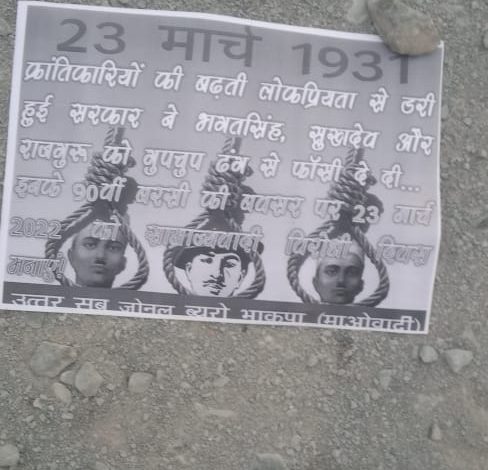 23 मार्च 1931
क्रांतिकारियों की बढ़ती लोकप्रियता से डरी
हुई सरकार ने भगतसिंह, सुखदेव और
राजगुरू को गुपचुप ढंग से फाँसी दे दी...
इनके 90वीं बरसी की अवसर पर 23 मार्च
2022 को साम्राज्यवादी विरोधी दिवस
मनाएं
उत्तर सब जोनल ब्यूरो भाकपा (माओवादी)